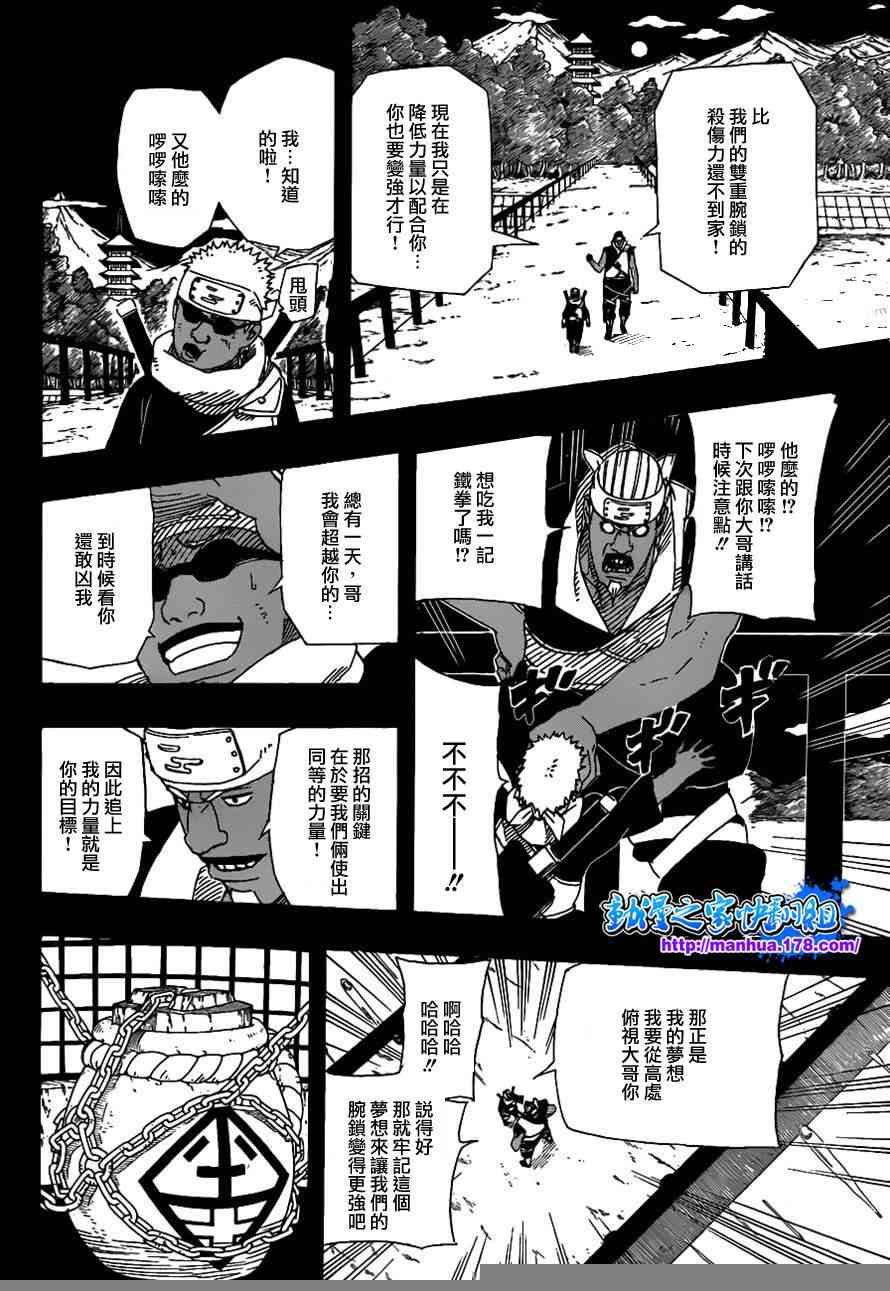 比
我們的雙重腕鎖的
殺傷力還不到家！
現在我只是在
降低力量以配合你…
你也要變強才行！
我…知道
的啦！
又他麼的
啰啰嗦嗦
甩頭
他麼的!?
啰啰嗦嗦!?
下次跟你大哥講話
時候注意點!!
想吃我一記
鐵拳了嗎!?
ギ
ギ
ギ
不不不——!!
總有一天，哥
我會超越你的…
到時候看你
還敢凶我
那招的關鍵
在於要我們倆使出
同等的力量！
因此追上
我的力量就是
你的目標！
動漫之家快翻組
http://manhua.178.com/
那正是
我的夢想
我要從高處
俯視大哥你
啊哈哈
哈哈哈!!
說得好
那就牢記這個
夢想來讓我們的
腕鎖變得更強吧